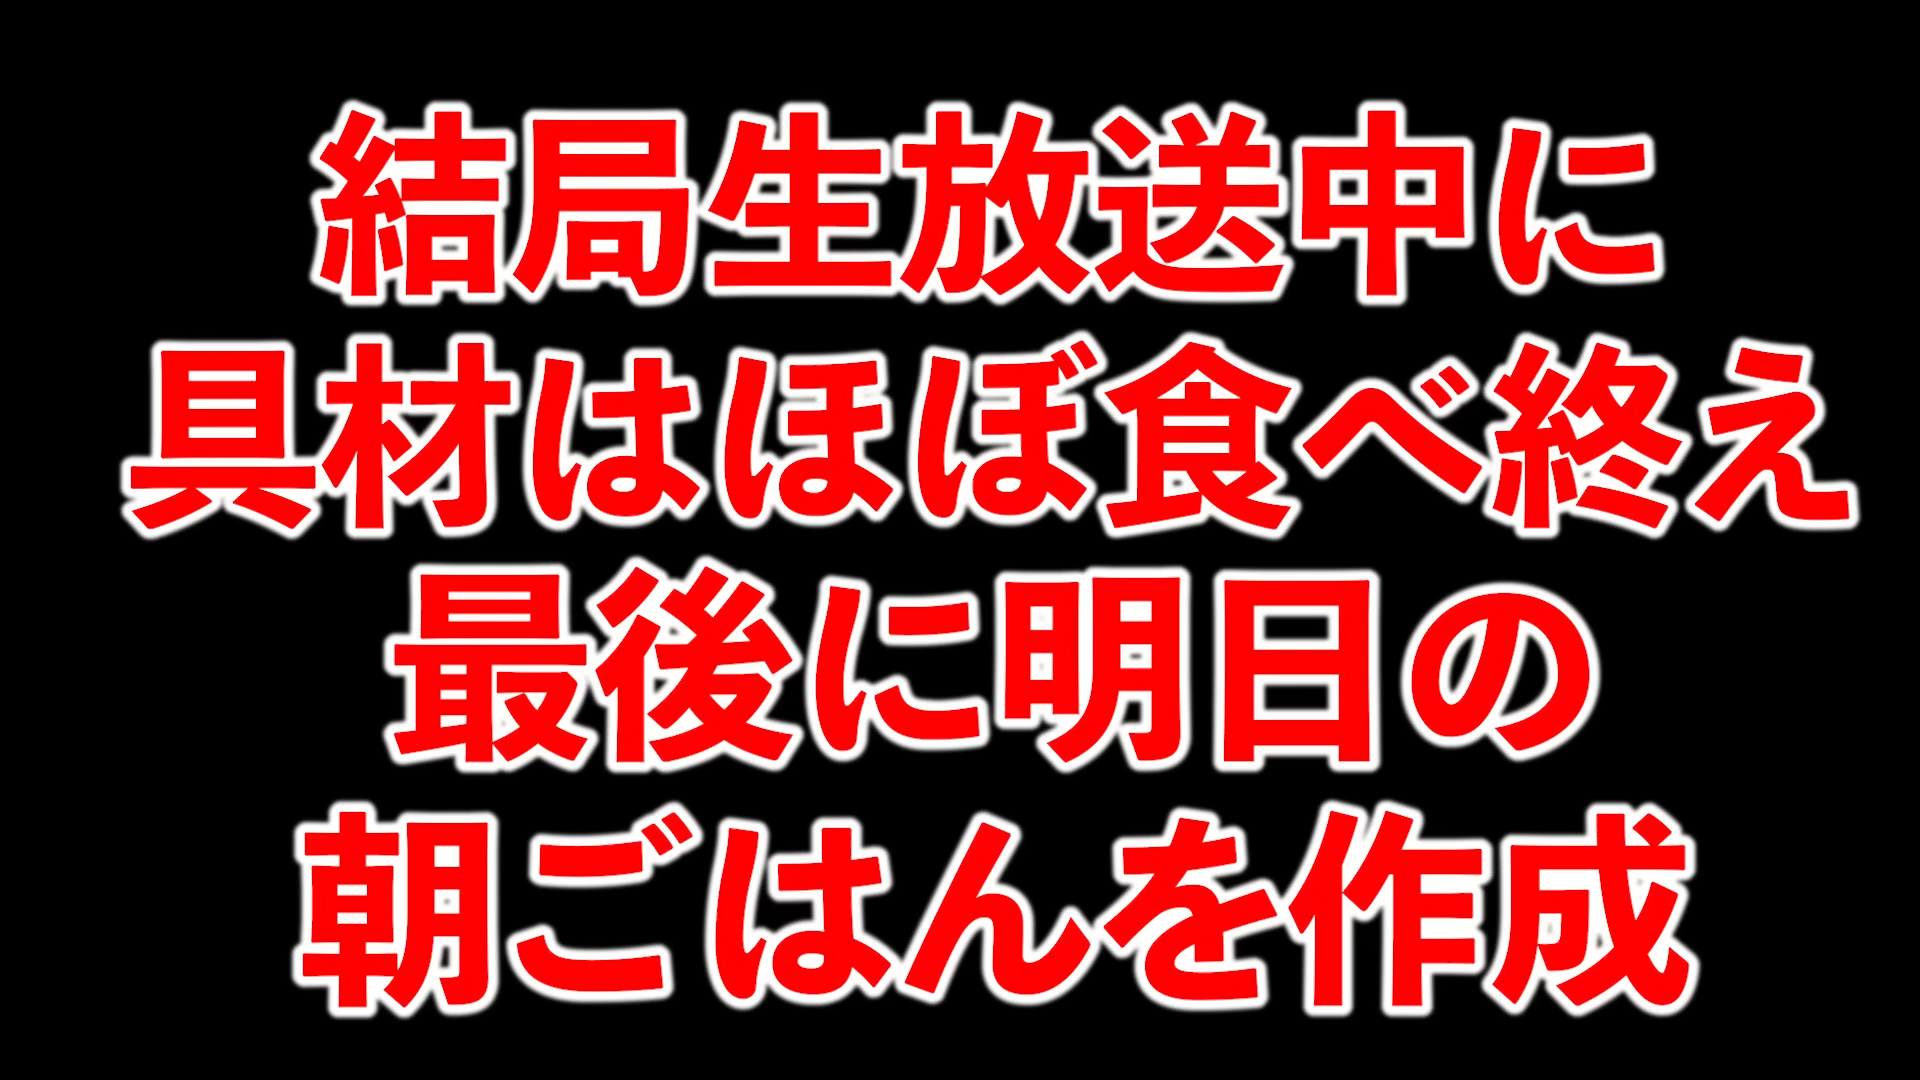 結局生放送中に
具材はほぼ食べ終え
最後に明日の
朝ごはんを作成